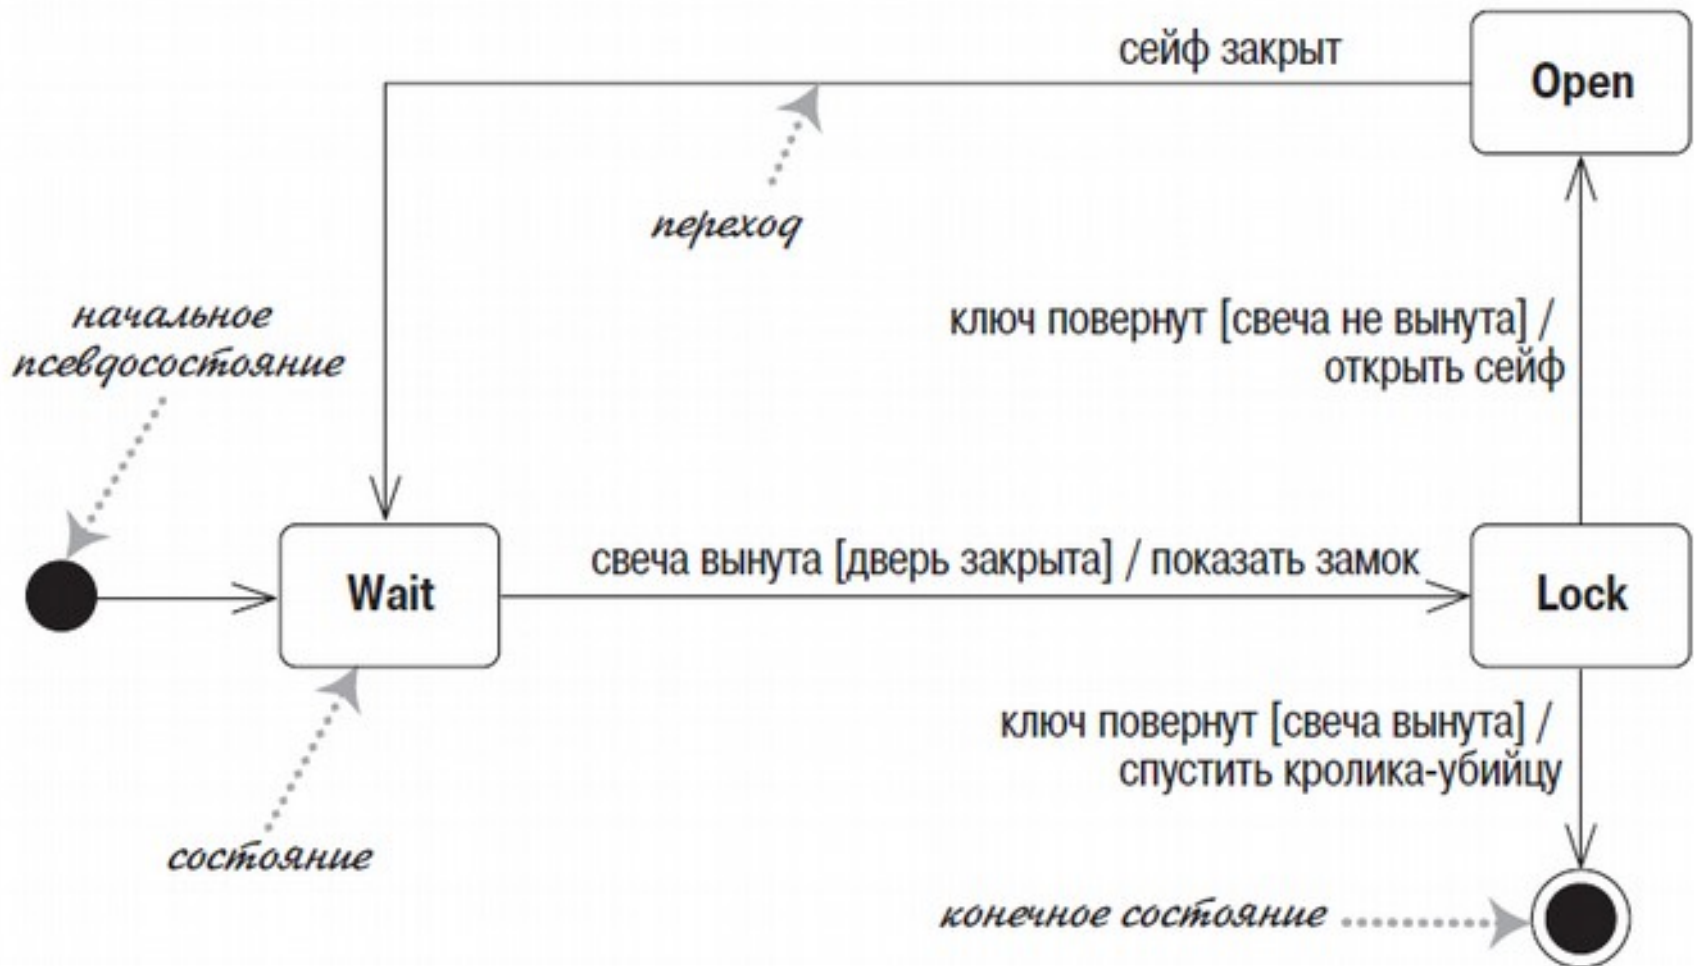 сейф закрыт
Open
переход
начальное
псевдосостояние
ключ повернут [свеча не вынута] /
открыть сейф
Wait
свеча вынута [дверь закрыта] / показать замок
Lock
ключ повернут [свеча вынута] /
спустить кролика-убийцу
состояние
конечное состояние